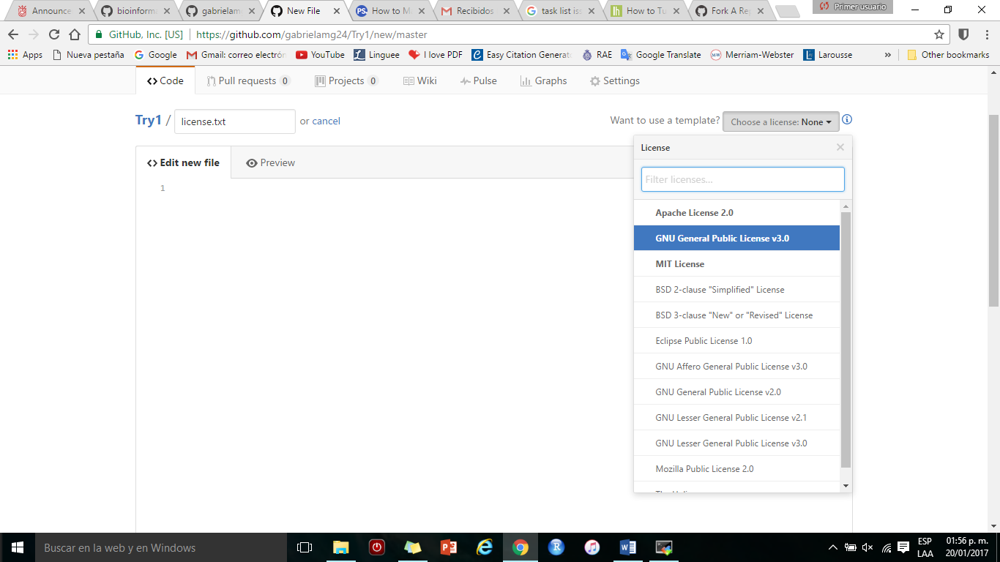 Announce
bioinform
gabrielam
New File
How to M
Recibidos
task list iss
How to Tu
Fork A Re
Primer usuario
GitHub, Inc. [US]
https://github.com/gabrielamg24/Try1/new/master
Apps
Nueva pestaña
Google
Gmail: correo electrón
YouTube
Linguee
I love PDF
Easy Citation Generat
RAE
Google Translate
Merriam-Webster
Larousse
»
Other bookmarks
Code
Pull requests 0
Projects 0
Wiki
Pulse
Graphs
Settings
Try1 / license.txt or cancel
Want to use a template? Choose a license: None
License
Edit new file
Preview
Filter licenses...
1
Apache License 2.0
GNU General Public License v3.0
MIT License
BSD 2-clause "Simplified" License
BSD 3-clause "New" or "Revised" License
Eclipse Public License 1.0
GNU Affero General Public License v3.0
GNU General Public License v2.0
GNU Lesser General Public License v2.1
GNU Lesser General Public License v3.0
Mozilla Public License 2.0
Buscar en la web y en Windows
ESP
LAA
01:56 p. m.
20/01/2017